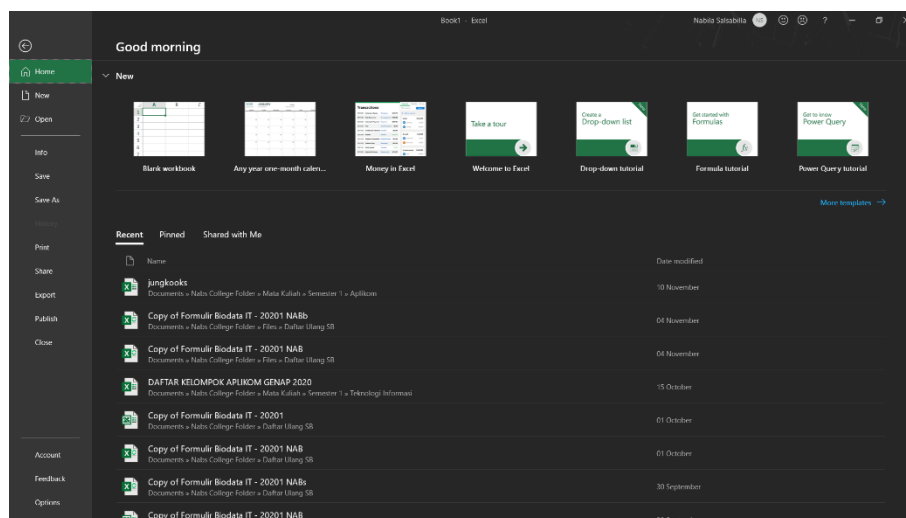 Book1 - Excel
Nabila Salsabilla
NS
?
Good morning
Home
New
Open
Info
Save
Save As
History
Print
Share
Export
Publish
Close
Account
Feedback
Options
New
Blank workbook
Any year one-month calen...
Money in Excel
Take a tour
Welcome to Excel
Create a
Drop-down list
Drop-down tutorial
Get started with
Formulas
fx
Formula tutorial
Get to know
Power Query
Power Query tutorial
More templates
Recent Pinned Shared with Me
Name Date modified
jungkooks
Documents » Nabs College Folder » Mata Kuliah » Semester 1 » Aplikom
10 November
Copy of Formulir Biodata IT - 20201 NABb
Documents » Nabs College Folder » Files » Daftar Ulang SB
04 November
Copy of Formulir Biodata IT - 20201 NAB
Documents » Nabs College Folder » Files » Daftar Ulang SB
04 November
DAFTAR KELOMPOK APLIKOM GENAP 2020
Documents » Nabs College Folder » Mata Kuliah » Semester 1 » Teknologi Informasi
15 October
Copy of Formulir Biodata IT - 20201
Documents » Nabs College Folder » Daftar Ulang SB
01 October
Copy of Formulir Biodata IT - 20201 NAB
Documents » Nabs College Folder » Daftar Ulang SB
01 October
Copy of Formulir Biodata IT - 20201 NABs
Documents » Nabs College Folder » Daftar Ulang SB
30 September
Copy of Formulir Biodata IT - 20201 NAB